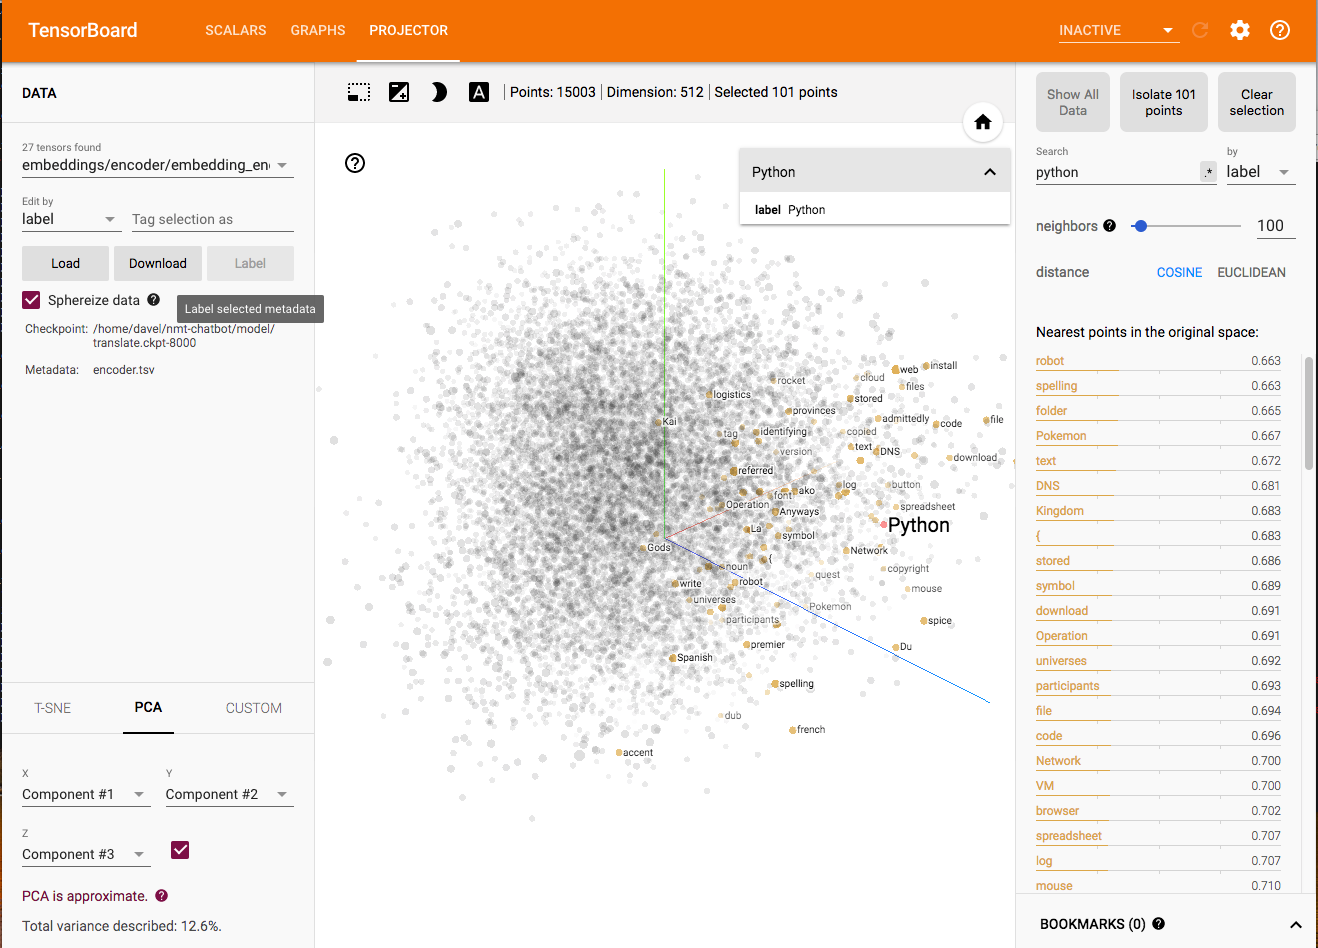 TensorBoard
SCALARS
GRAPHS
PROJECTOR
INACTIVE
DATA
27 tensors found
embeddings/encoder/embedding_en
Edit by
label
Tag selection as
Load
Download
Label
Sphereize data
Label selected metadata
Checkpoint: /home/davel/nmt-chatbot/model/
translate.ckpt-8000
Metadata: encoder.tsv
T-SNE
PCA
CUSTOM
X
Component #1
Y
Component #2
Z
Component #3
PCA is approximate.
Total variance described: 12.6%.
A
Points: 15003
Dimension: 512
Selected 101 points
Python
label Python
rocket
cloud
web
install
files
logistics
stored
provinces
admittedly
code
file
Kai
tag
identifying
copied
version
text
DNS
download
referred
log
button
font
ako
Operation
Anyways
spreadsheet
La
symbol
Python
Gods
{
Network
noun
copyright
write
robot
quest
mouse
universes
Pokemon
participants
spice
premier
Du
Spanish
spelling
dub
french
accent
Show All
Data
Isolate 101
points
Clear
selection
Search
python
.*
by
label
neighbors
100
distance
COSINE
EUCLIDEAN
Nearest points in the original space:
robot 0.663
spelling 0.663
folder 0.665
Pokemon 0.667
text 0.672
DNS 0.681
Kingdom 0.683
{ 0.683
stored 0.686
symbol 0.689
download 0.691
Operation 0.691
universes 0.692
participants 0.693
file 0.694
code 0.696
Network 0.700
VM 0.700
browser 0.702
spreadsheet 0.707
log 0.707
mouse 0.710
BOOKMARKS (0)